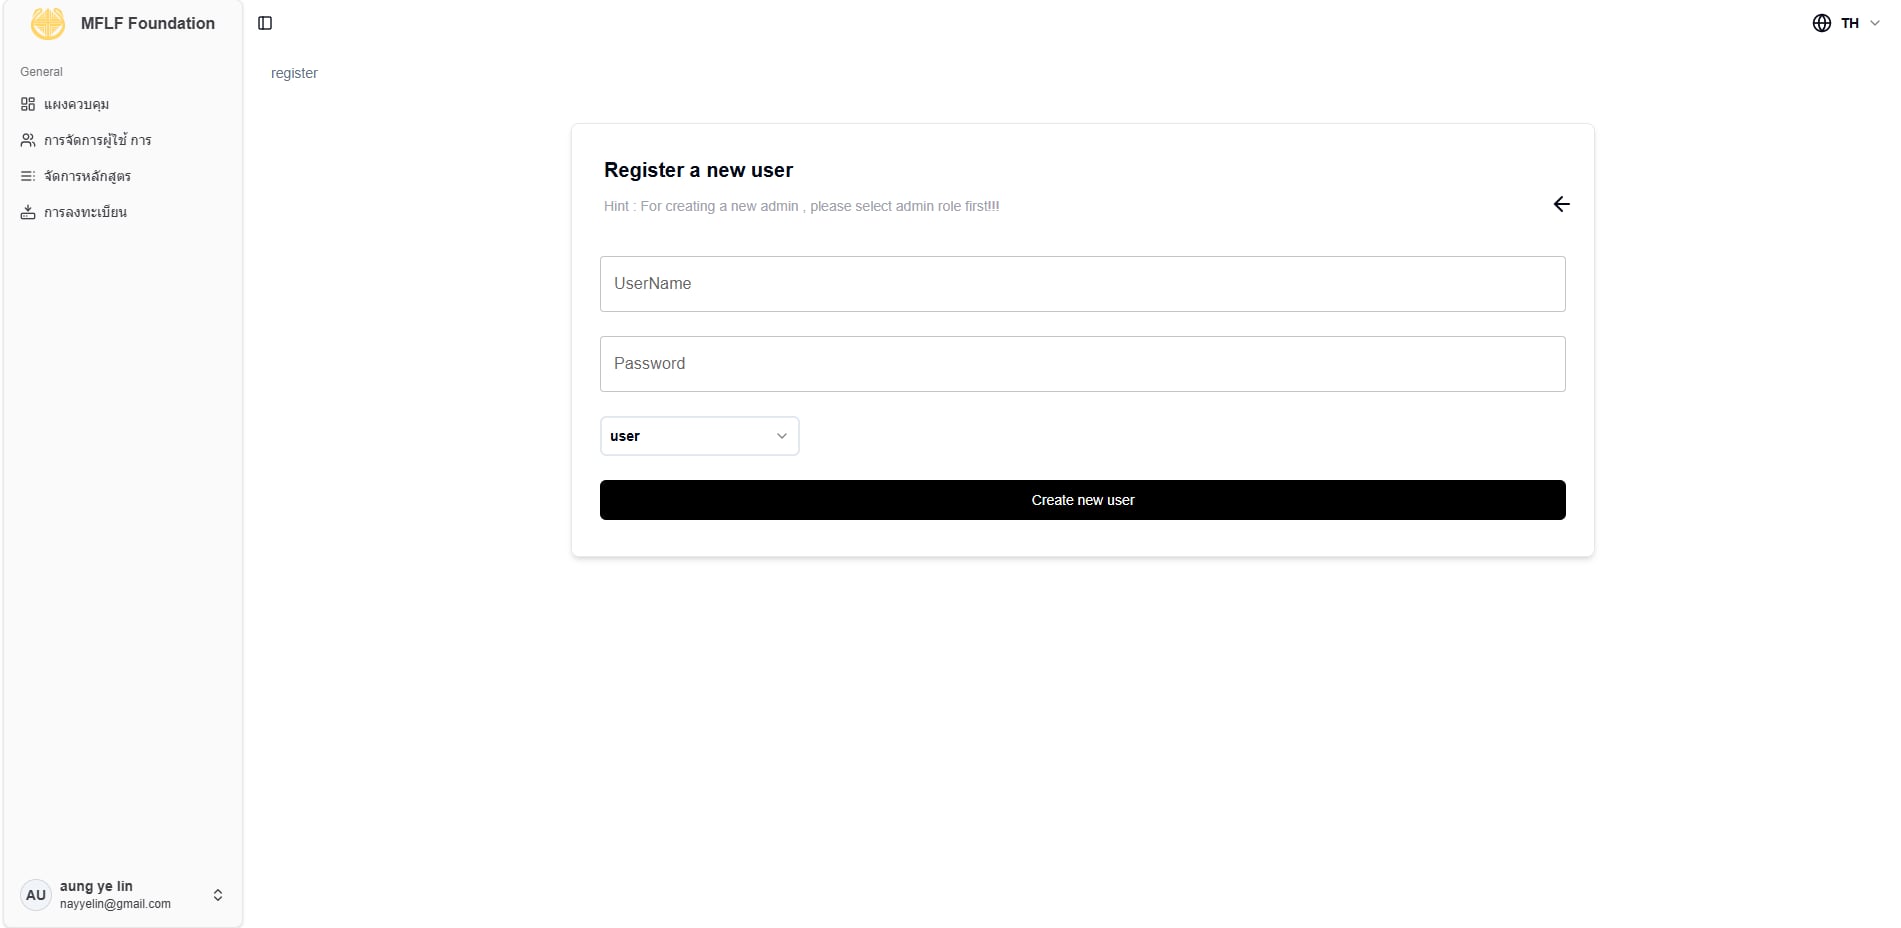 MFLF Foundation
TH
General
แผงควบคุม
การจัดการผู้ใช้ การ
จัดการหลักสูตร
การลงทะเบียน
register
Register a new user
Hint : For creating a new admin , please select admin role first!!!
UserName
Password
user
Create new user
AU
aung ye lin
nayyelin@gmail.com